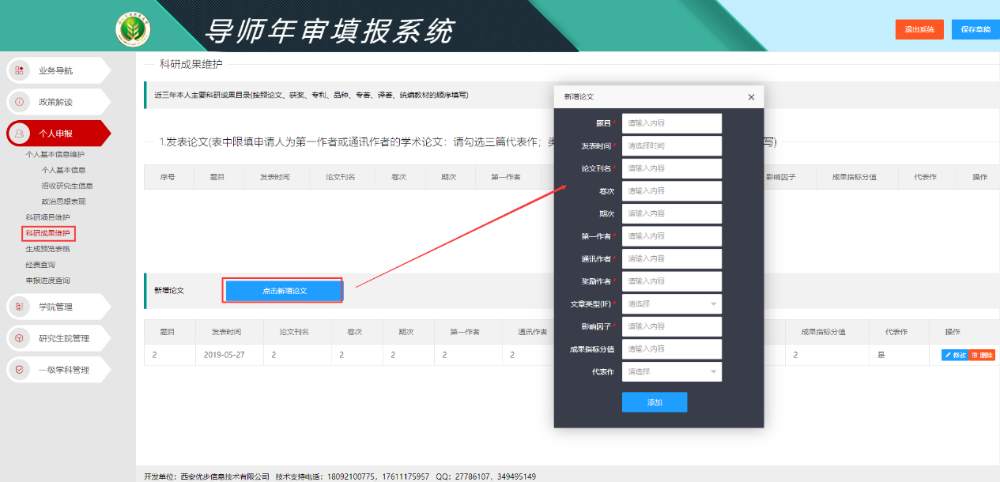 导师年审填报系统
退出系统
保存草稿
业务导航
政策解读
个人申报
个人基本信息维护
个人基本信息
招收研究生信息
政治思想表现
科研项目维护
科研成果维护
生成预览表格
经费查询
申报进度查询
学院管理
研究生院管理
一级学科管理
科研成果维护
近三年本人主要科研成果目录(按照论文、获奖、专利、品种、专著、译著、统编教材的顺序填写)
1.发表论文(表中限填申请人为第一作者或通讯作者的学术论文：请勾选三篇代表作；类
写)
序号 题目 发表时间 论文刊名 卷次 期次 第一作者 影响因子 成果指标分值 代表作 操作
新增论文 点击新增论文
题目 发表时间 论文刊名 卷次 期次 第一作者 通讯作者 成果指标分值 代表作 操作
2 2019-05-27 2 2 2 2 2 2 是 修改 删除
新增论文 ×
题目* 请输入内容
发表时间* 请选择时间
论文刊名* 请输入内容
卷次 请输入内容
期次 请输入内容
第一作者* 请输入内容
通讯作者* 请输入内容
奖励作者* 请输入内容
文章类型(IF)* 请选择
影响因子* 请输入内容
成果指标分值 请输入内容
代表作 请选择
添加
开发单位：西安优步信息技术有限公司 技术支持电话：18092100775，17611175957 QQ：27786107，349495149